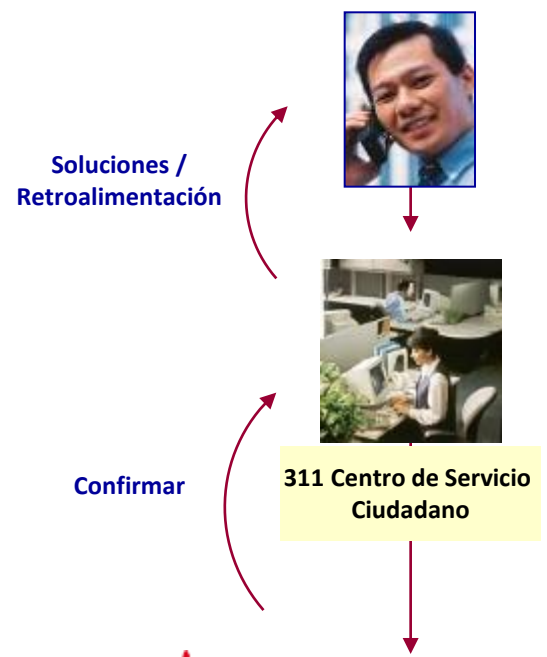 Soluciones /
Retroalimentación
Confirmar
311 Centro de Servicio
Ciudadano